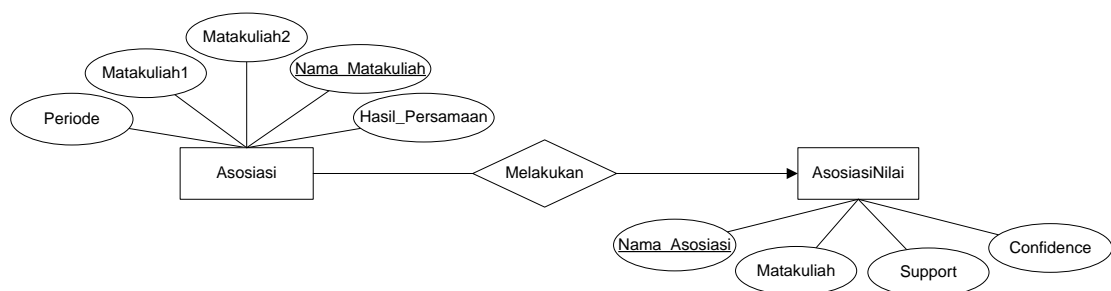 Matakuliah2
Nama_Matakuliah
Matakuliah1
Periode
Hasil_Persamaan
Asosiasi
Melakukan
AsosiasiNilai
Nama_Asosiasi
Matakuliah
Support
Confidence